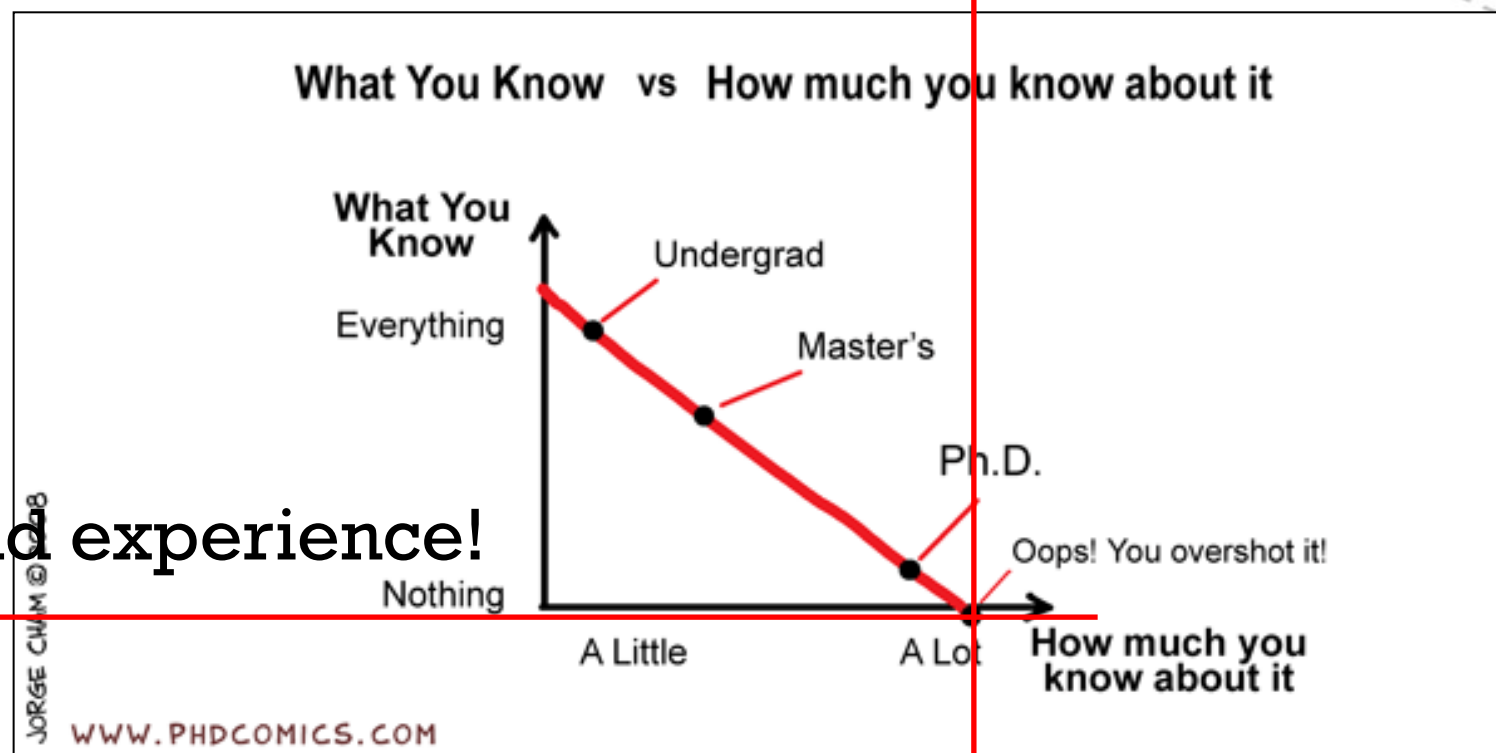 What You Know vs How much you know about it
What You
Know
Undergrad
Everything
Master's
Ph.D.
experience!
Oops! You overshot it!
Nothing
A Little
A Lot
How much you
know about it
JORGE CHAM ©
WWW.PHDCOMICS.COM